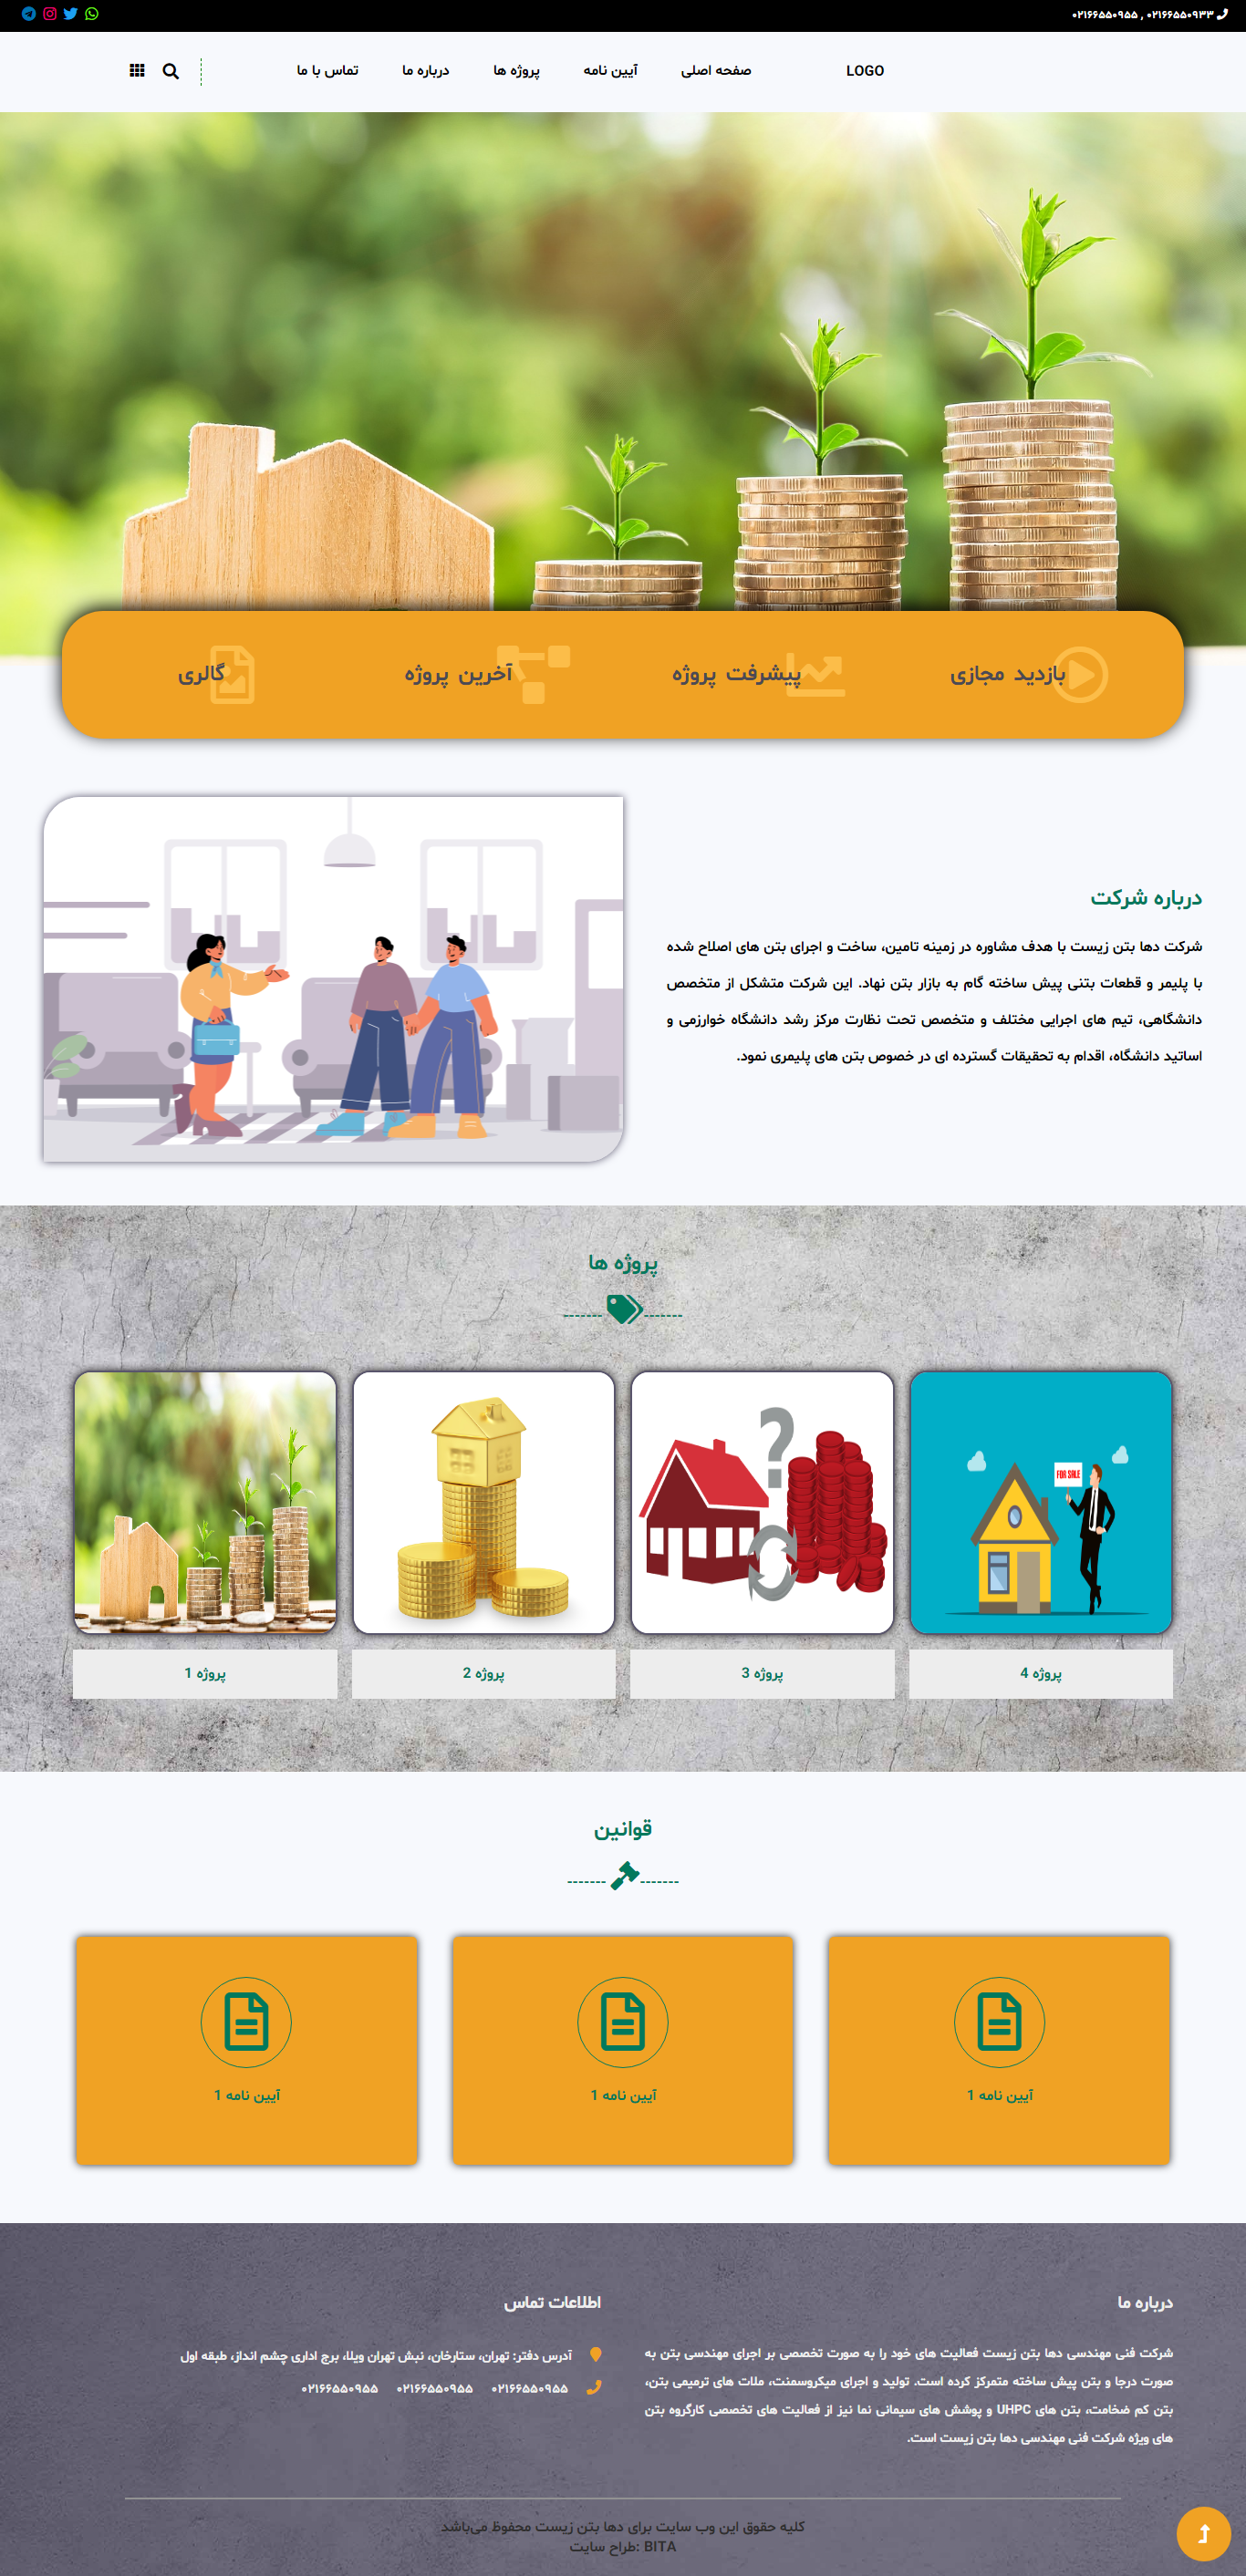 ۰۲۱۶۶۵۵۰۹۳۳ , ۰۲۱۶۶۵۵۰۹۵۵
LOGO
صفحه اصلی
آیین نامه
پروژه ها
درباره ما
تماس با ما
بازدید مجازی
پیشرفت پروژه
آخرین پروژه
گالری
درباره شرکت
شرکت دها بتن زیست با هدف مشاوره در زمینه تامین، ساخت و اجرای بتن های اصلاح شده
با پلیمر و قطعات بتنی پیش ساخته گام به بازار بتن نهاد. این شرکت متشکل از متخصص
دانشگاهی، تیم های اجرایی مختلف و متخصص تحت نظارت مرکز رشد دانشگاه خوارزمی و
اساتید دانشگاه، اقدام به تحقیقات گسترده ای در خصوص بتن های پلیمری نمود.
پروژه ها
------- -------
FOR SALE
?
پروژه 4
پروژه 3
پروژه 2
پروژه 1
قوانین
------- -------
آیین نامه 1
آیین نامه 1
آیین نامه 1
درباره ما
شرکت فنی مهندسی دها بتن زیست فعالیت های خود را به صورت تخصصی بر اجرای مهندسی بتن به
صورت درجا و بتن پیش ساخته متمرکز کرده است. تولید و اجرای میکروسمنت، ملات های ترمیمی بتن،
بتن کم ضخامت، بتن های UHPC و پوشش های سیمانی نما نیز از فعالیت های تخصصی کارگروه بتن
های ویژه شرکت فنی مهندسی دها بتن زیست است.
اطلاعات تماس
آدرس دفتر: تهران، ستارخان، نبش تهران ویلا، برج اداری چشم انداز، طبقه اول
۰۲۱۶۶۵۵۰۹۵۵ ۰۲۱۶۶۵۵۰۹۵۵ ۰۲۱۶۶۵۵۰۹۵۵
کلیه حقوق این وب سایت برای دها بتن زیست محفوظ می‌باشد
طراح سایت: BITA